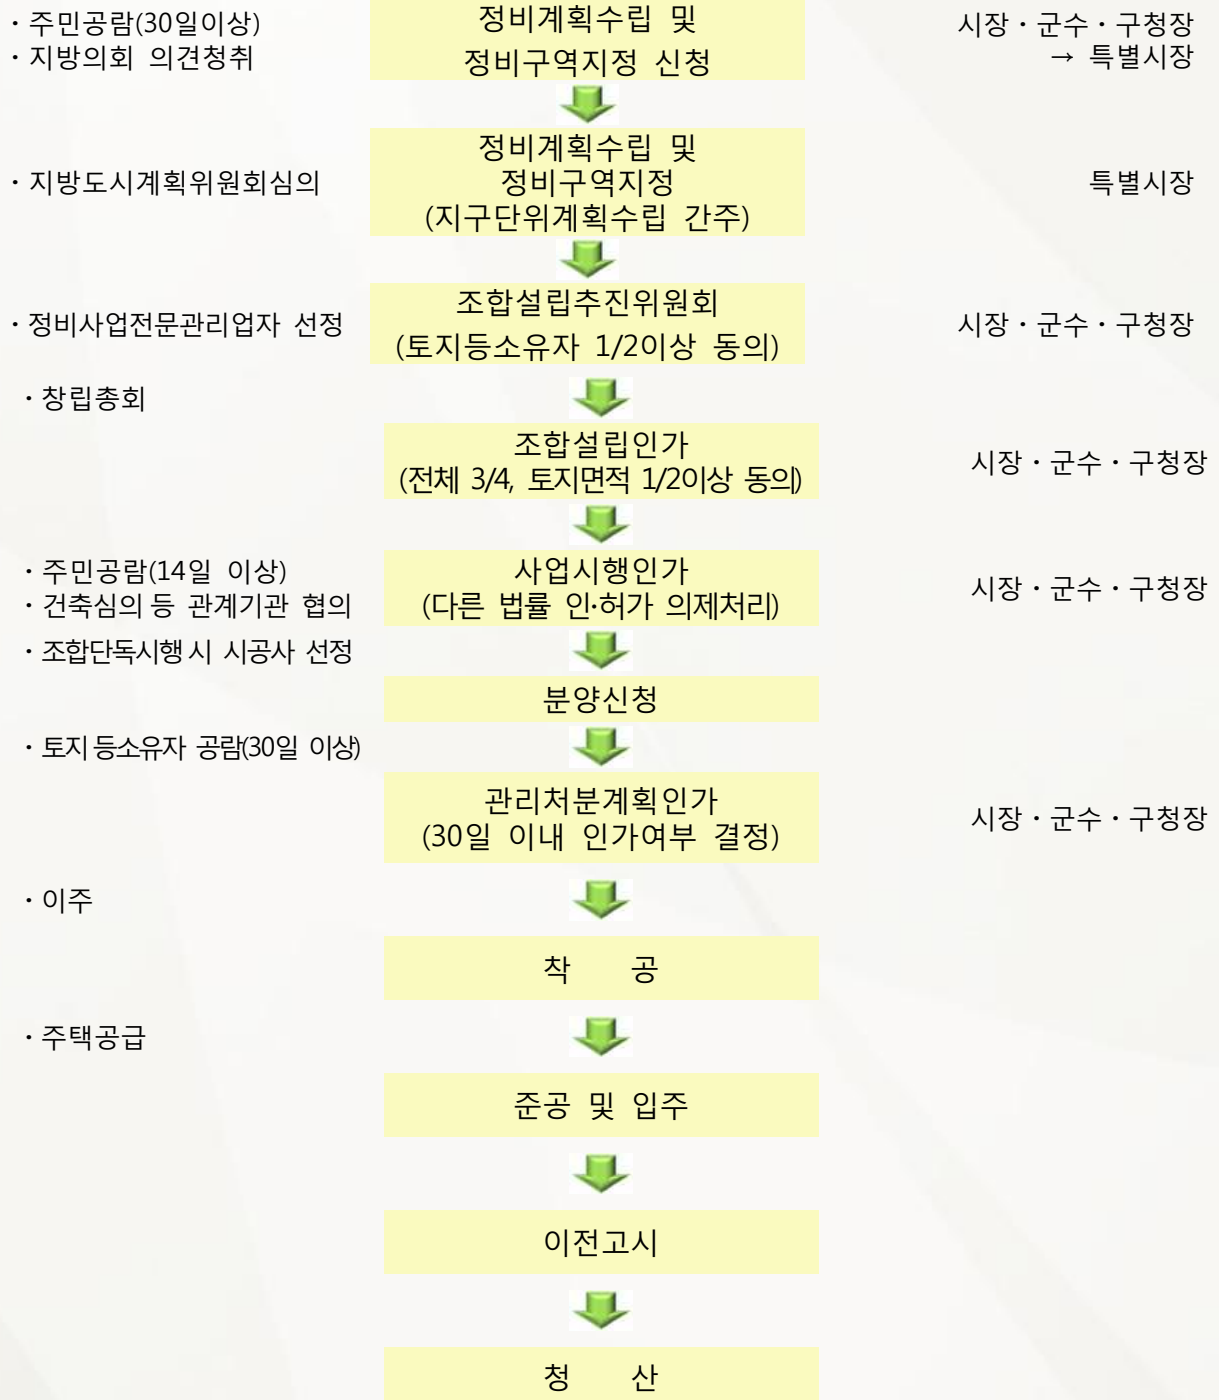 · 주민공람(30일이상)
· 지방의회 의견청취
정비계획수립 및
정비구역지정 신청
시장 · 군수 · 구청장
→ 특별시장
· 지방도시계획위원회심의
정비계획수립 및
정비구역지정
(지구단위계획수립 간주)
특별시장
· 정비사업전문관리업자 선정
조합설립추진위원회
(토지등소유자 1/2이상 동의)
시장 · 군수 · 구청장
· 창립총회
조합설립인가
(전체 3/4, 토지면적 1/2이상 동의)
시장 · 군수 · 구청장
· 주민공람(14일 이상)
· 건축심의 등 관계기관 협의
사업시행인가
(다른 법률 인·허가 의제처리)
시장 · 군수 · 구청장
· 조합단독시행 시 시공사 선정
분양신청
· 토지 등소유자 공람(30일 이상)
관리처분계획인가
(30일 이내 인가여부 결정)
시장 · 군수 · 구청장
· 이주
착 공
· 주택공급
준공 및 입주
이전고시
청 산